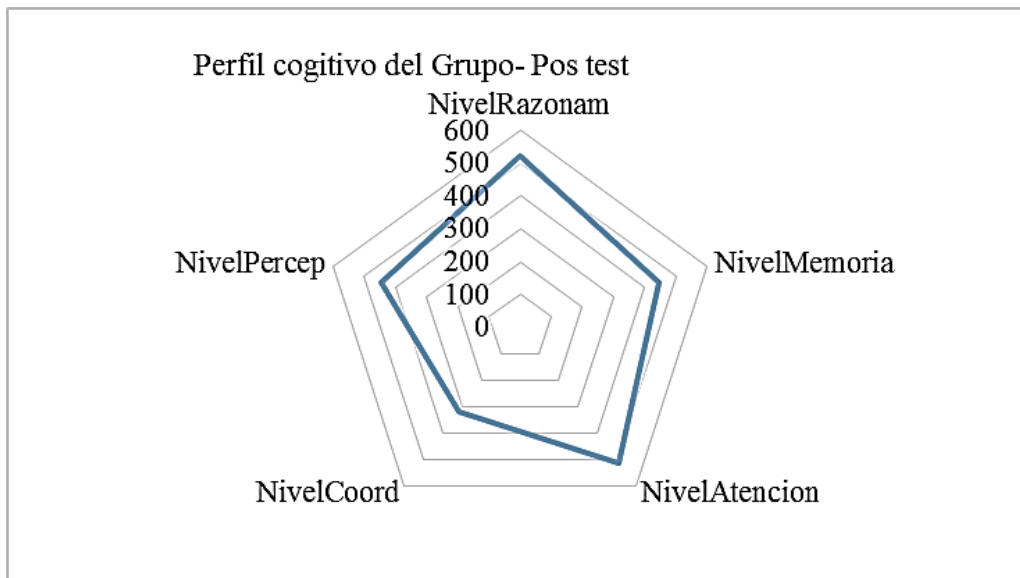 Perfil cogitivo del Grupo- Pos test
NivelRazonam
600
500
400
300
200
100
0
NivelPercep
NivelMemoria
NivelCoord
NivelAtencion